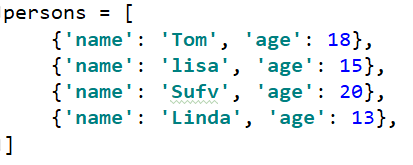 persons = [
    {'name': 'Tom', 'age': 18},
    {'name': 'lisa', 'age': 15},
    {'name': 'Sufv', 'age': 20},
    {'name': 'Linda', 'age': 13},
]